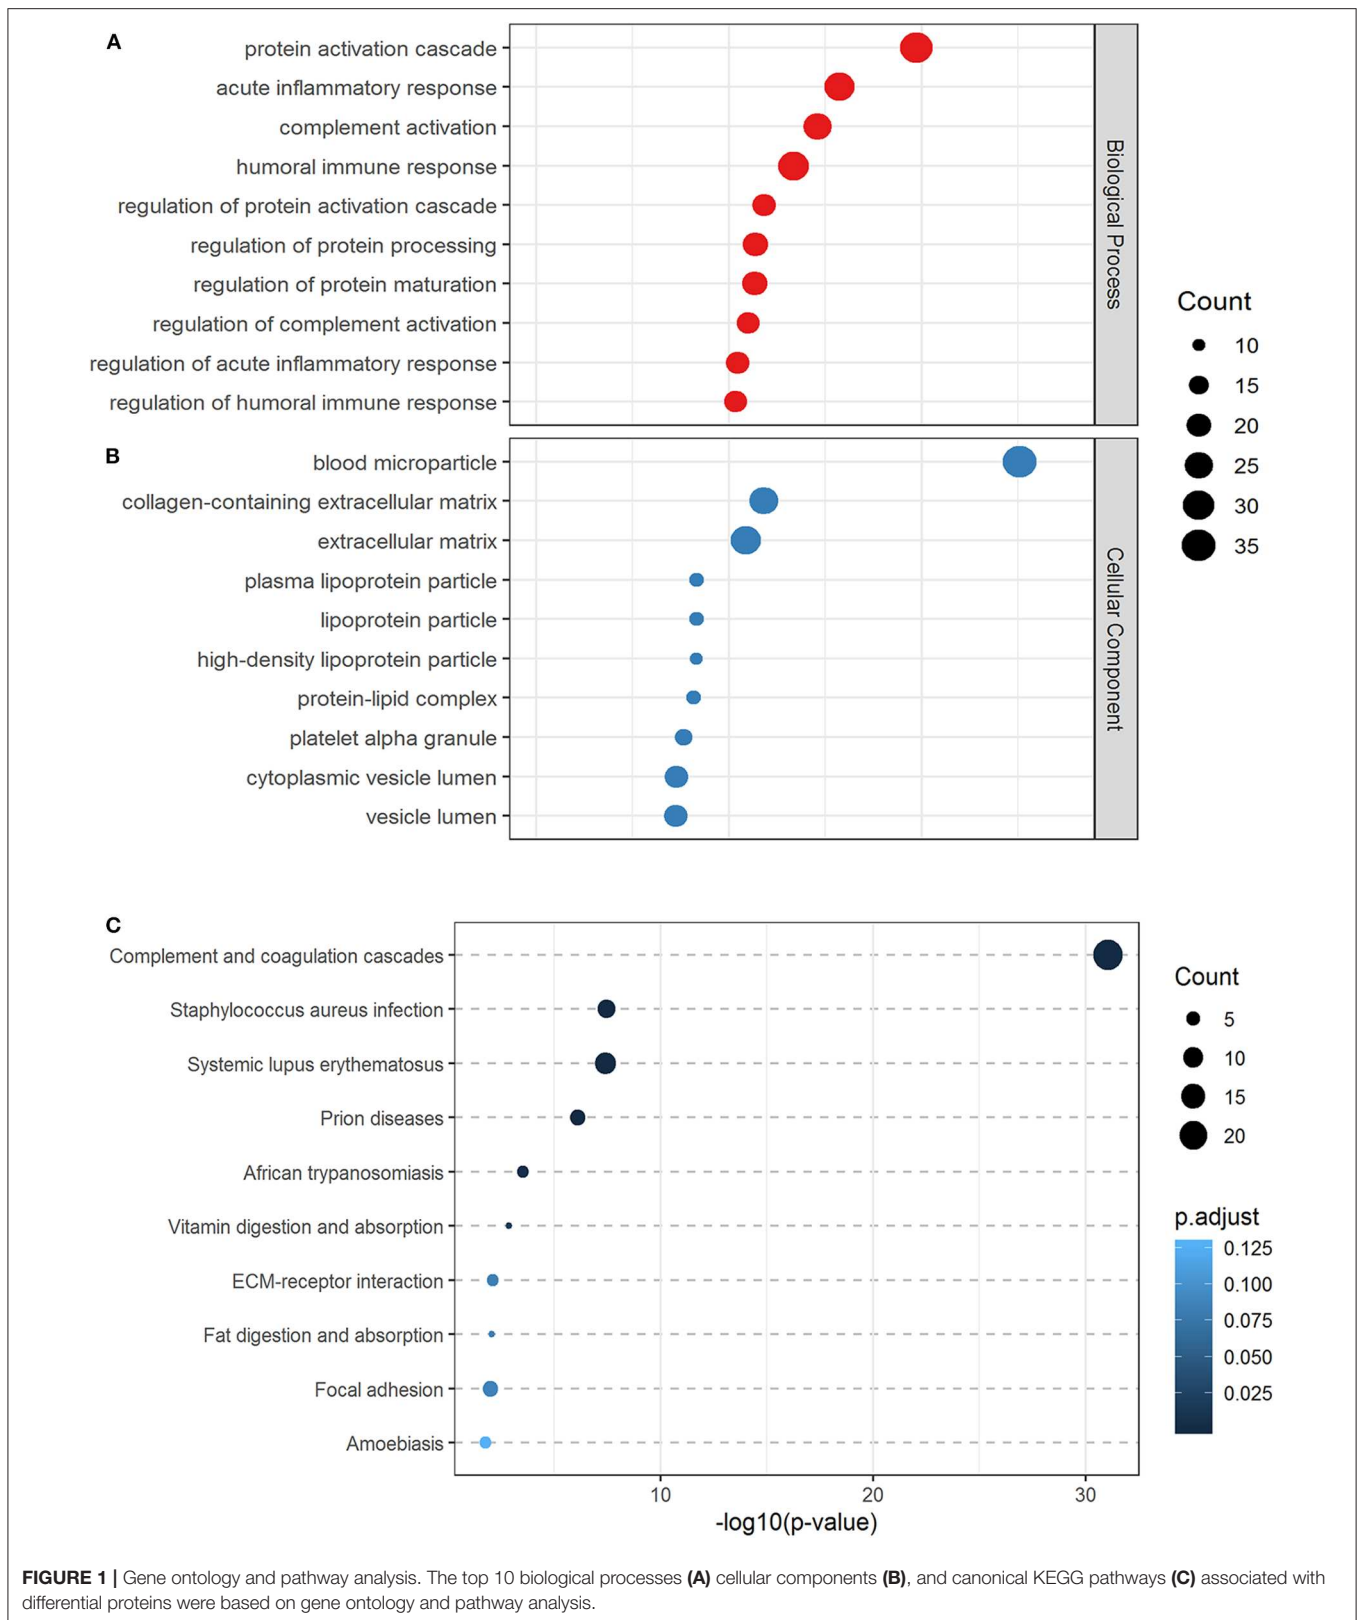 A
protein activation cascade
acute inflammatory response
complement activation
humoral immune response
regulation of protein activation cascade
regulation of protein processing
regulation of protein maturation
regulation of complement activation
regulation of acute inflammatory response
regulation of humoral immune response
Biological Process
B
blood microparticle
collagen-containing extracellular matrix
extracellular matrix
plasma lipoprotein particle
lipoprotein particle
high-density lipoprotein particle
protein-lipid complex
platelet alpha granule
cytoplasmic vesicle lumen
vesicle lumen
Cellular Component
Count
10
15
20
25
30
35
C
Complement and coagulation cascades
Staphylococcus aureus infection
Systemic lupus erythematosus
Prion diseases
African trypanosomiasis
Vitamin digestion and absorption
ECM-receptor interaction
Fat digestion and absorption
Focal adhesion
Amoebiasis
10 20 30
-log10(p-value)
Count
5
10
15
20
p.adjust
0.125
0.100
0.075
0.050
0.025
FIGURE 1 | Gene ontology and pathway analysis. The top 10 biological processes (A) cellular components (B), and canonical KEGG pathways (C) associated with
differential proteins were based on gene ontology and pathway analysis.